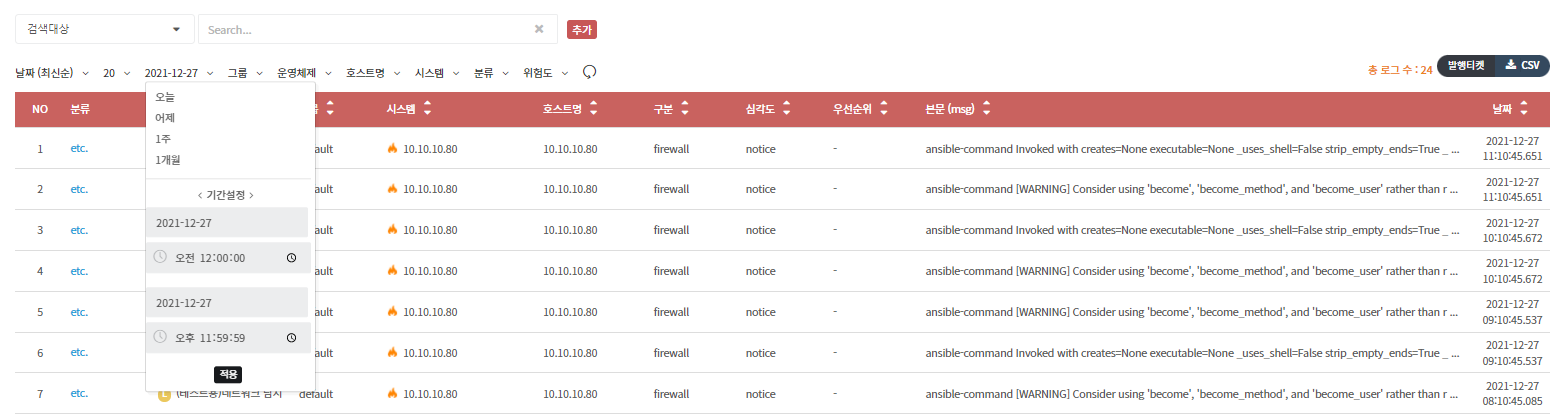 검색대상 Search... 추가
날짜 (최신순) 20 2021-12-27 그룹 운영체제 호스트명 시스템 분류 위험도 총 로그 수 : 24 발행티켓 CSV
NO 분류 시스템 호스트명 구분 심각도 우선순위 본문 (msg) 날짜
오늘
어제
1주
1개월
< 기간설정 >
2021-12-27
오전 12:00:00
2021-12-27
오후 11:59:59
적용
1 etc. ault 10.10.10.80 10.10.10.80 firewall notice - ansible-command Invoked with creates=None executable=None _uses_shell=False strip_empty_ends=True _ ... 2021-12-27 11:10:45.651
2 etc. ault 10.10.10.80 10.10.10.80 firewall notice - ansible-command [WARNING] Consider using 'become', 'become_method', and 'become_user' rather than r ... 2021-12-27 11:10:45.651
3 etc. ault 10.10.10.80 10.10.10.80 firewall notice - ansible-command Invoked with creates=None executable=None _uses_shell=False strip_empty_ends=True _ ... 2021-12-27 10:10:45.672
4 etc. ault 10.10.10.80 10.10.10.80 firewall notice - ansible-command [WARNING] Consider using 'become', 'become_method', and 'become_user' rather than r ... 2021-12-27 10:10:45.672
5 etc. ault 10.10.10.80 10.10.10.80 firewall notice - ansible-command [WARNING] Consider using 'become', 'become_method', and 'become_user' rather than r ... 2021-12-27 09:10:45.537
6 etc. ault 10.10.10.80 10.10.10.80 firewall notice - ansible-command Invoked with creates=None executable=None _uses_shell=False strip_empty_ends=True _ ... 2021-12-27 09:10:45.537
7 etc. L (테스트용)네트워크 탐지 default 10.10.10.80 10.10.10.80 firewall notice - ansible-command [WARNING] Consider using 'become', 'become_method', and 'become_user' rather than r ... 2021-12-27 08:10:45.085